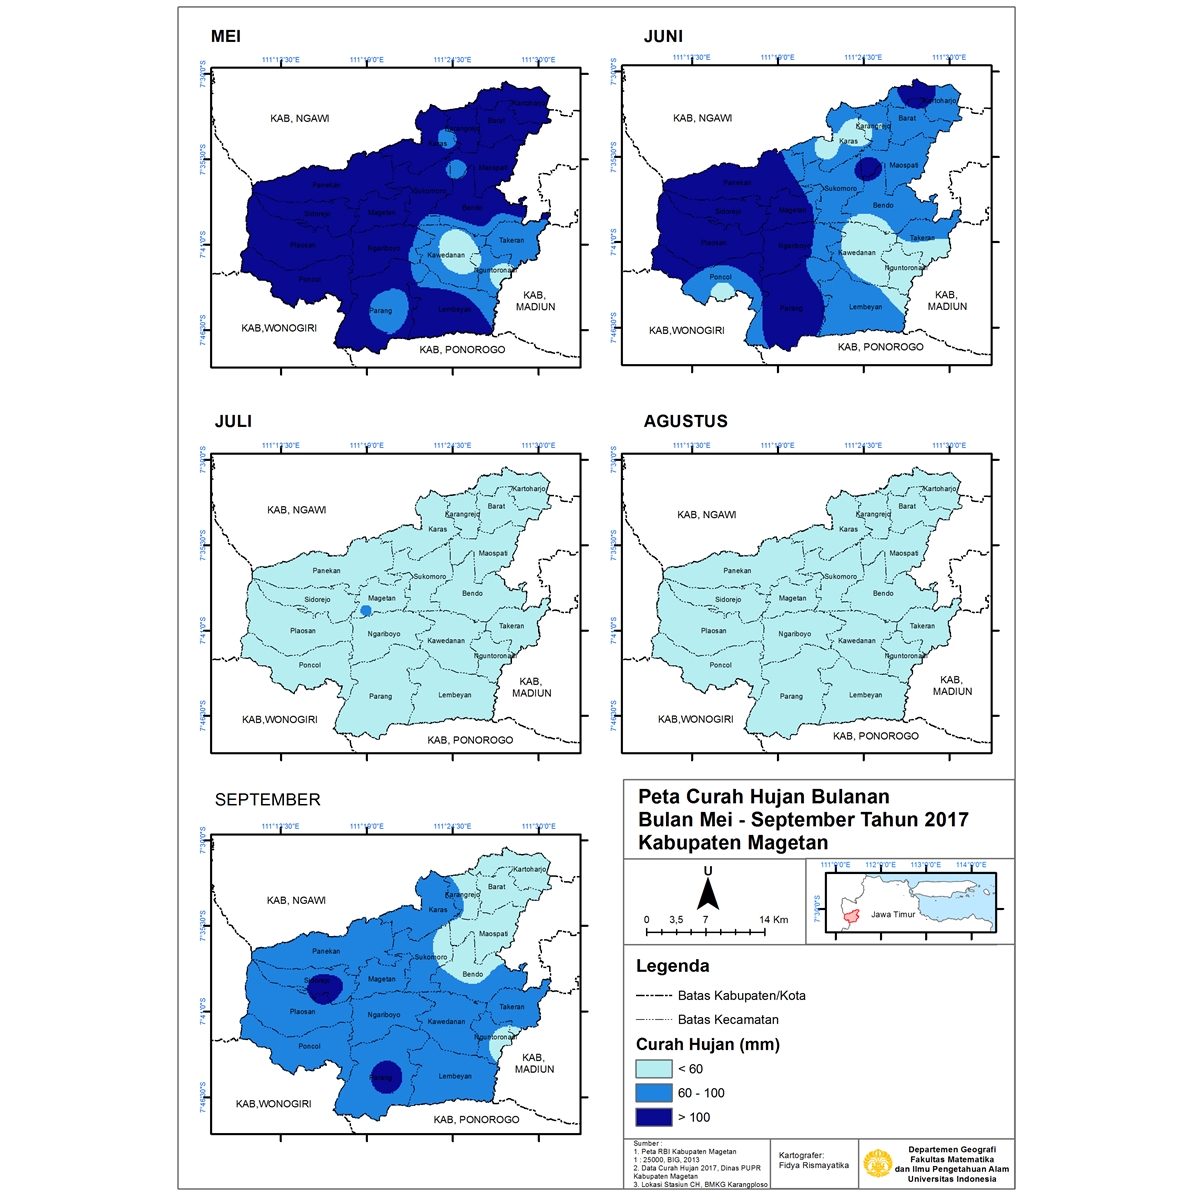 MEI
111°13'30"E 111°19'0"E 111°24'30"E 111°30'0"E
7°30'0"S
7°35'30"S
7°41'0"S
7°46'30"S
KAB, NGAWI
Kartoharjo
Barat
Karangrejo
Karas
Maospati
Panekan
Sukomoro
Sidorejo
Magetan
Bendo
Plaosan
Ngariboyo
Kawedanan
Takeran
Nguntoronadi
Poncol
Parang
Lembeyan
KAB,
MADIUN
KAB,WONOGIRI
KAB, PONOROGO
JUNI
111°13'30"E 111°19'0"E 111°24'30"E 111°30'0"E
7°30'0"S
7°35'30"S
7°41'0"S
7°46'30"S
KAB, NGAWI
Kartoharjo
Barat
Karangrejo
Karas
Maospati
Panekan
Sukomoro
Sidorejo
Magetan
Bendo
Plaosan
Ngariboyo
Kawedanan
Takeran
Nguntoronadi
Poncol
Parang
Lembeyan
KAB,
MADIUN
KAB,WONOGIRI
KAB, PONOROGO
JULI
111°13'30"E 111°19'0"E 111°24'30"E 111°30'0"E
7°30'0"S
7°35'30"S
7°41'0"S
7°46'30"S
KAB, NGAWI
Kartoharjo
Barat
Karangrejo
Karas
Maospati
Panekan
Sukomoro
Sidorejo
Magetan
Bendo
Plaosan
Ngariboyo
Kawedanan
Takeran
Nguntoronadi
Poncol
Parang
Lembeyan
KAB,
MADIUN
KAB,WONOGIRI
KAB, PONOROGO
AGUSTUS
111°13'30"E 111°19'0"E 111°24'30"E 111°30'0"E
7°30'0"S
7°35'30"S
7°41'0"S
7°46'30"S
KAB, NGAWI
Kartoharjo
Barat
Karangrejo
Karas
Maospati
Panekan
Sukomoro
Sidorejo
Magetan
Bendo
Plaosan
Ngariboyo
Kawedanan
Takeran
Nguntoronadi
Poncol
Parang
Lembeyan
KAB,
MADIUN
KAB,WONOGIRI
KAB, PONOROGO
SEPTEMBER
111°13'30"E 111°19'0"E 111°24'30"E 111°30'0"E
7°30'0"S
7°35'30"S
7°41'0"S
7°46'30"S
KAB, NGAWI
Kartoharjo
Barat
Karangrejo
Karas
Maospati
Panekan
Sukomoro
Sidorejo
Magetan
Bendo
Plaosan
Ngariboyo
Kawedanan
Takeran
Nguntoronadi
Poncol
Parang
Lembeyan
KAB,
MADIUN
KAB,WONOGIRI
KAB, PONOROGO
Peta Curah Hujan Bulanan
Bulan Mei - September Tahun 2017
Kabupaten Magetan
U
0 3,5 7 14 Km
111°0'0"E 112°0'0"E 113°0'0"E 114°0'0"E
7°30'0"S
Jawa Timur
Legenda
Batas Kabupaten/Kota
Batas Kecamatan
Curah Hujan (mm)
< 60
60 - 100
> 100
Sumber :
1. Peta RBI Kabupaten Magetan
1 : 25000, BIG, 2013
2. Data Curah Hujan 2017, Dinas PUPR
Kabupaten Magetan
3. Lokasi Stasiun CH, BMKG Karangploso
Kartografer:
Fidya Rismayatika
Departemen Geografi
Fakultas Matematika
dan Ilmu Pengetahuan Alam
Universitas Indonesia